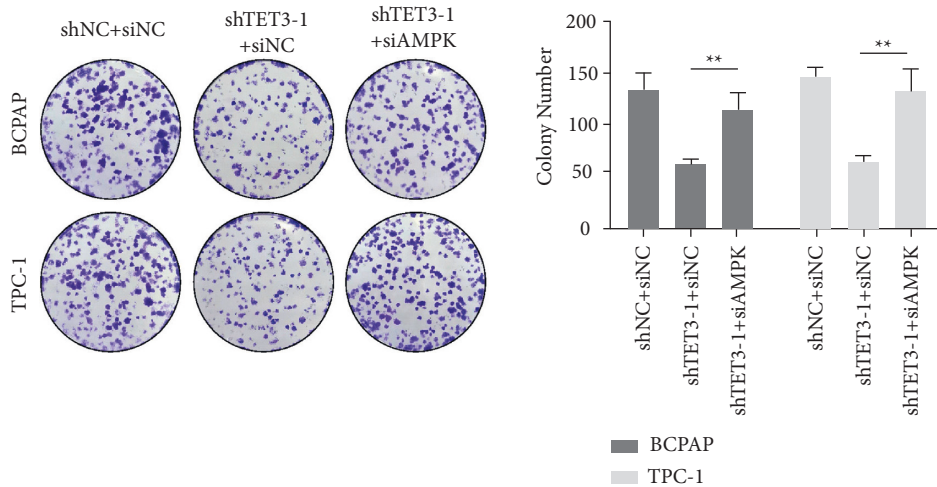 shNC+siNC
shTET3-1
+siNC
shTET3-1
+siAMPK
BCPAP
TPC-1
Colony Number
200
150
100
50
0
**
**
shNC+siNC
shTET3-1+siNC
shTET3-1+siAMPK
shNC+siNC
shTET3-1+siNC
shTET3-1+siAMPK
BCPAP
TPC-1